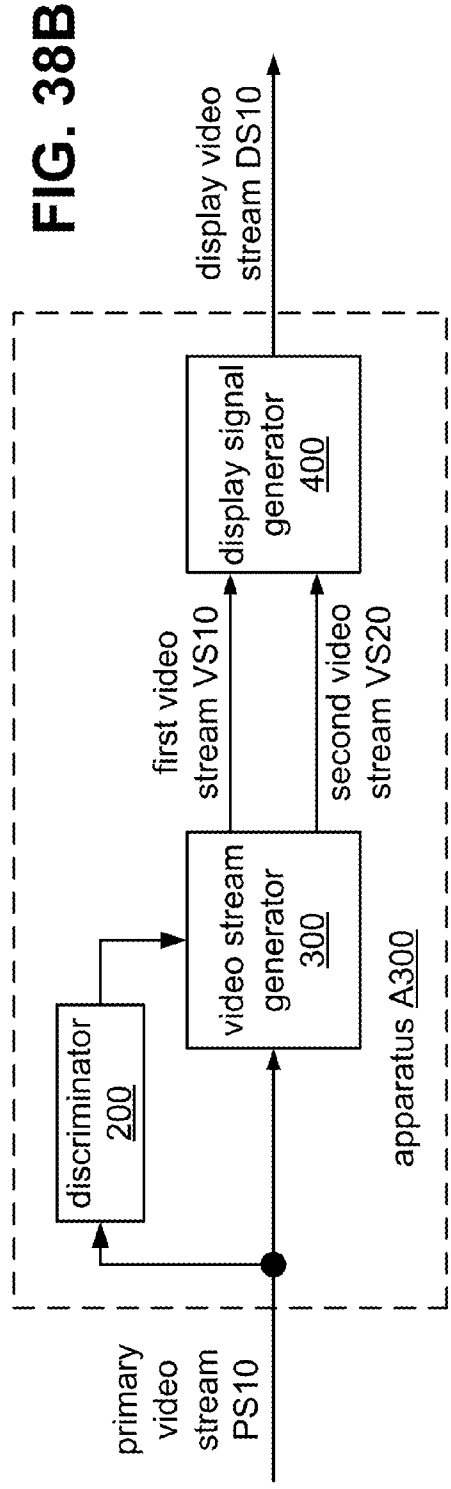 FIG. 38B
primary
video
stream
PS10
discriminator
200
video stream
generator
300
first video
stream VS10
second video
stream VS20
display signal
generator
400
display video
stream DS10
apparatus A300